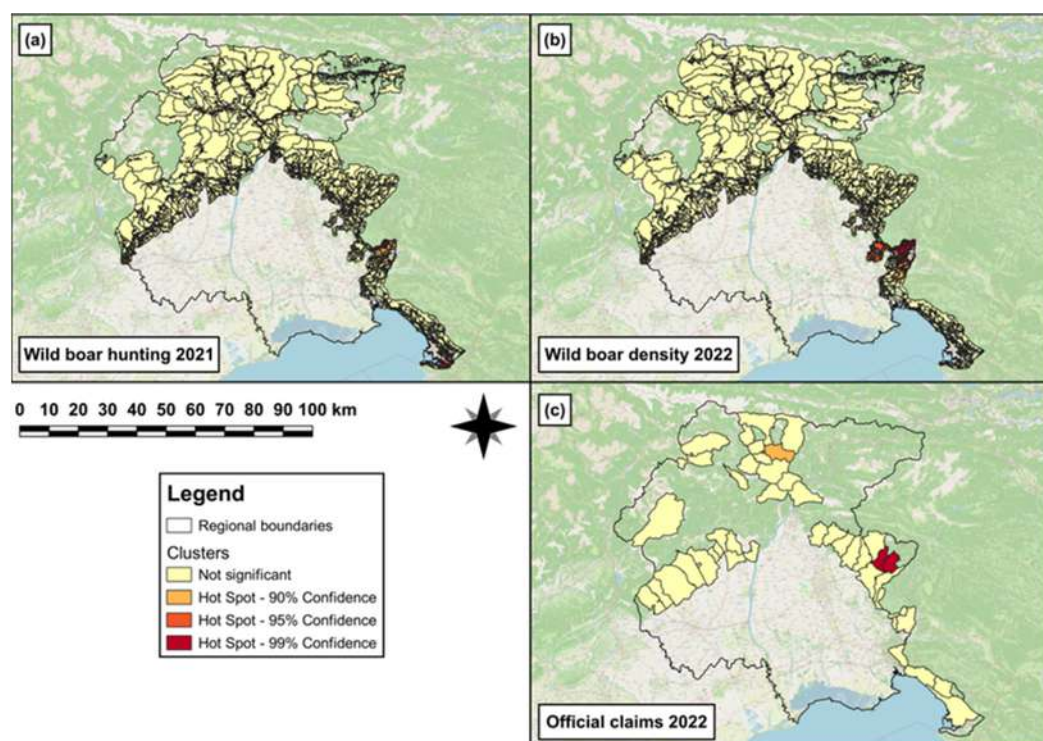 (a)
Wild boar hunting 2021
(b)
Wild boar density 2022
0 10 20 30 40 50 60 70 80 90 100 km
Legend
Regional boundaries
Clusters
Not significant
Hot Spot - 90% Confidence
Hot Spot - 95% Confidence
Hot Spot - 99% Confidence
(c)
Official claims 2022